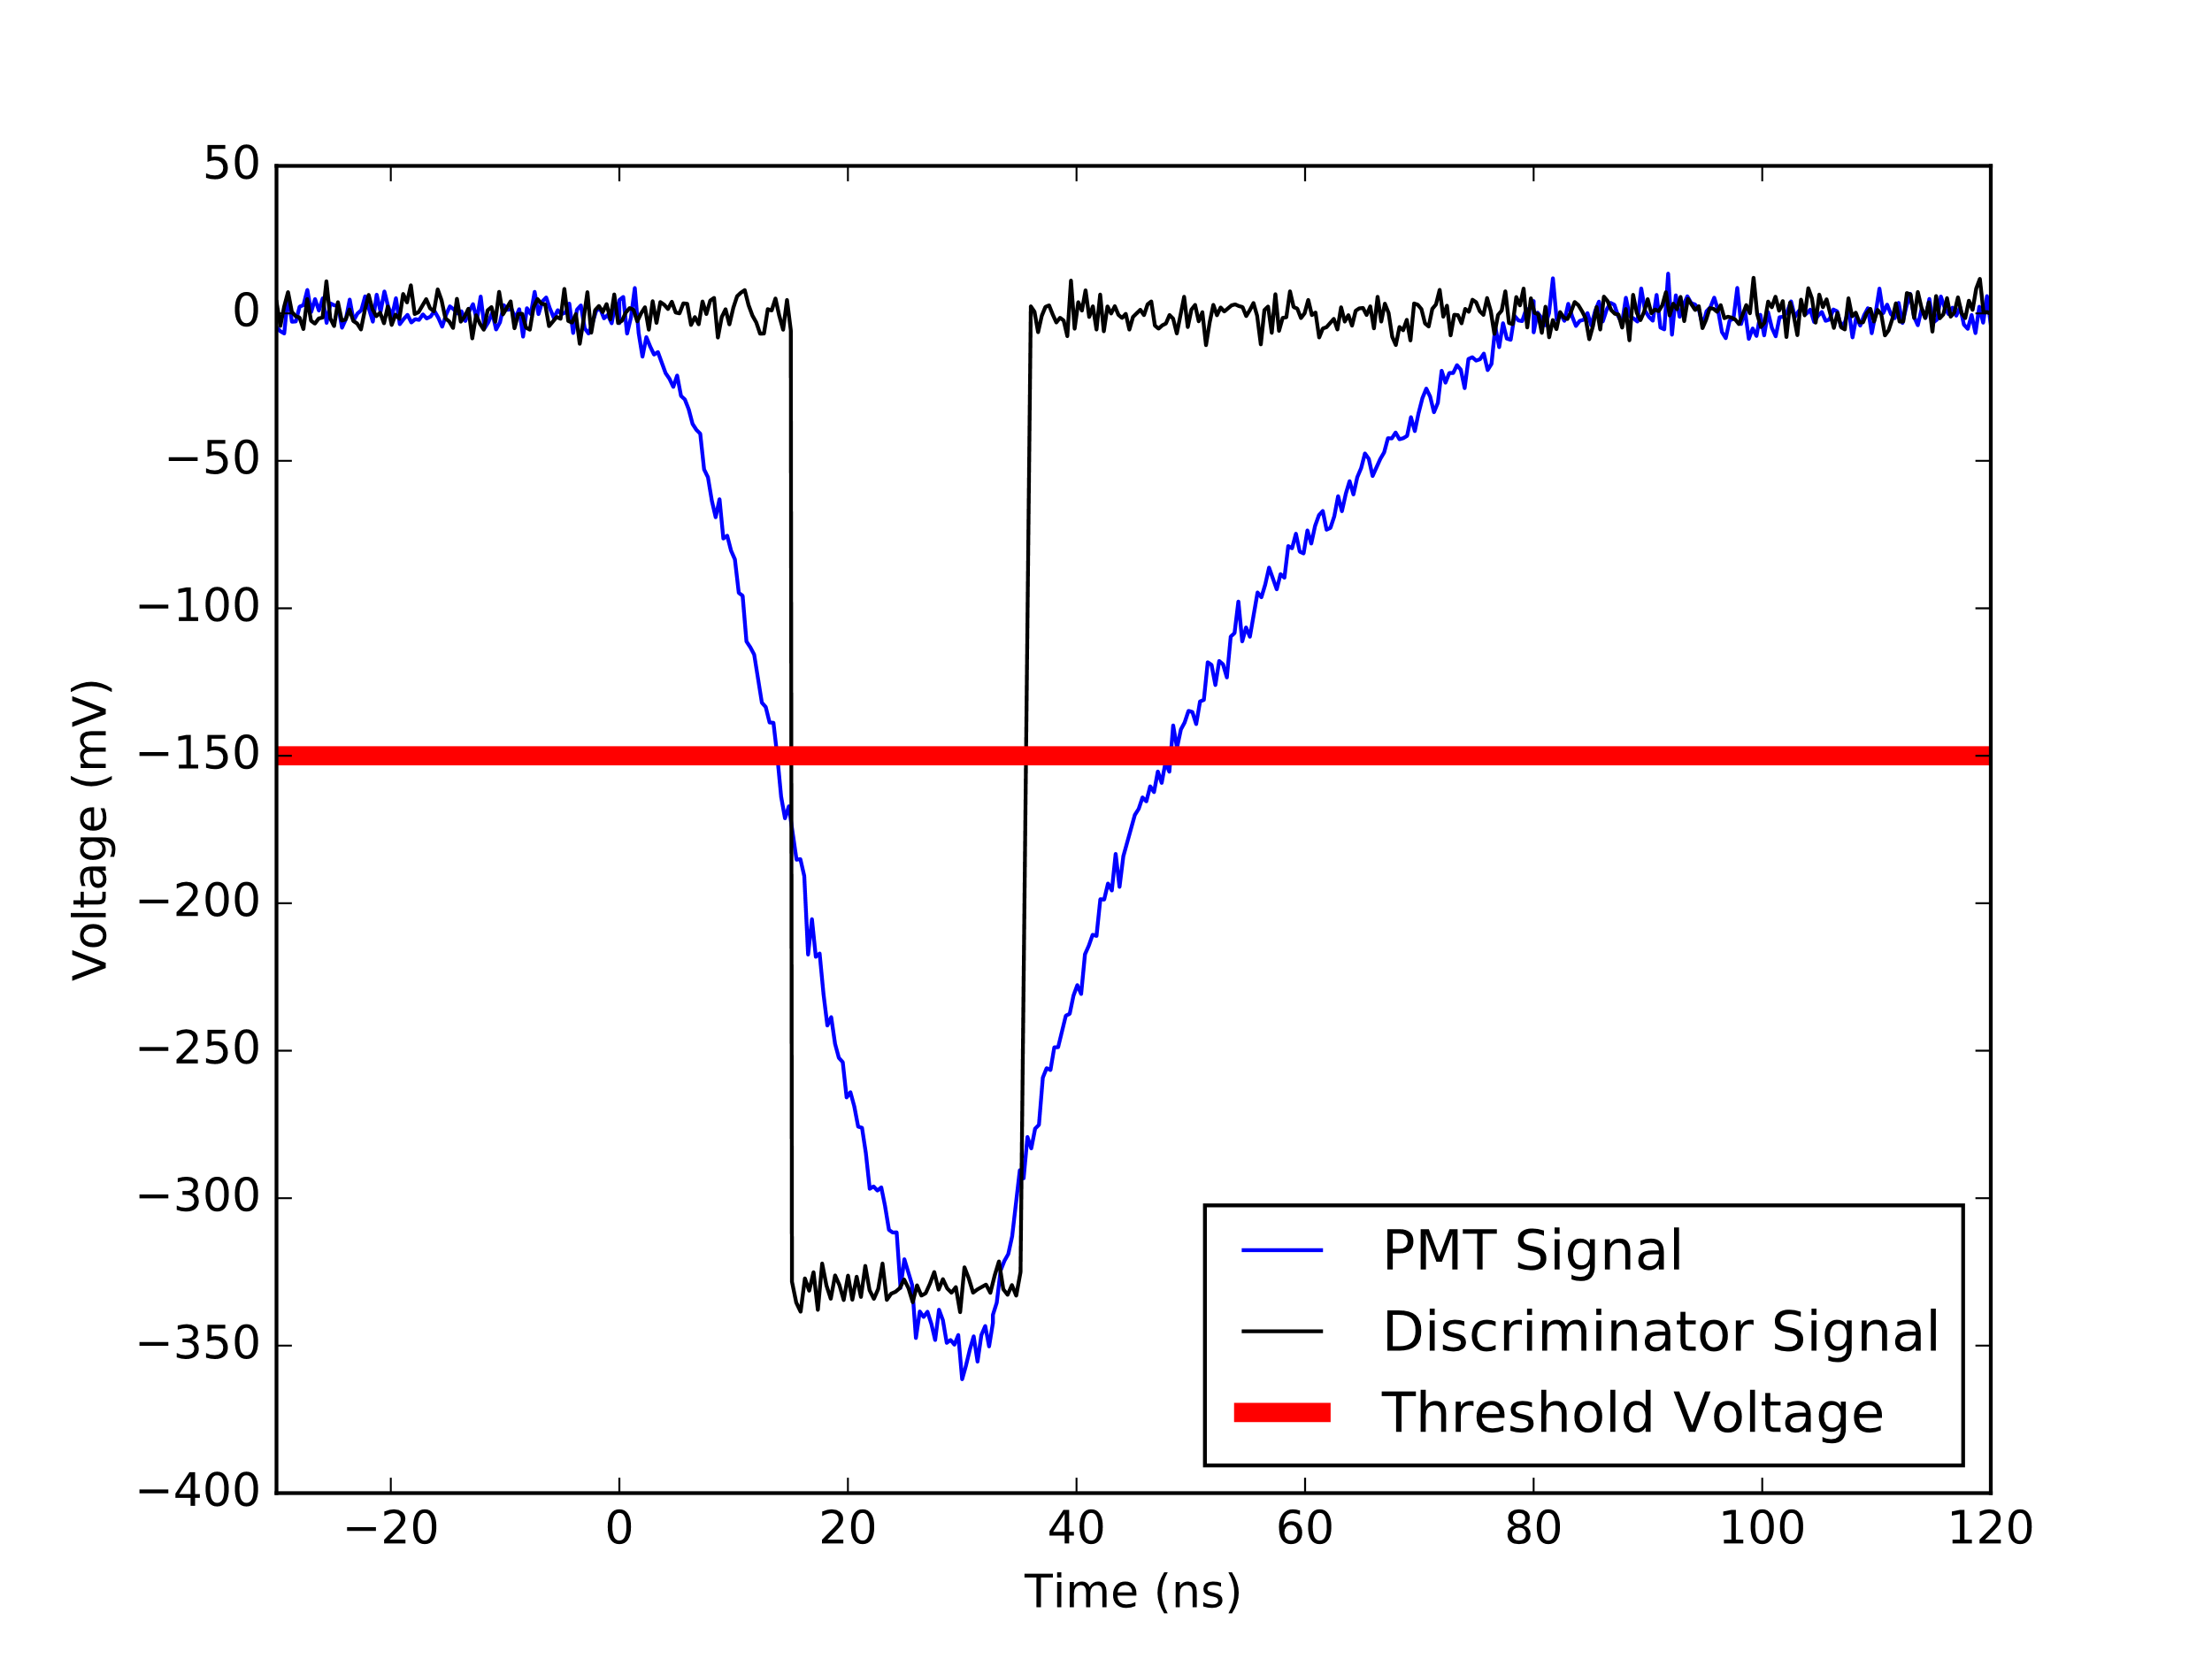 50
0
−50
−100
−150
−200
−250
−300
−350
−400
Voltage (mV)
PMT Signal
Discriminator Signal
Threshold Voltage
−20 0 20 40 60 80 100 120
Time (ns)